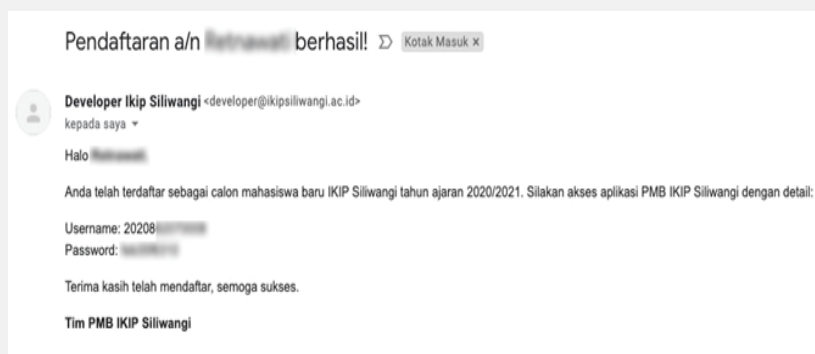 Pendaftaran a/n berhasil! Kotak Masuk x
Developer Ikip Siliwangi <developer@ikipsiliwangi.ac.id>
kepada saya
Halo
Anda telah terdaftar sebagai calon mahasiswa baru IKIP Siliwangi tahun ajaran 2020/2021. Silakan akses aplikasi PMB IKIP Siliwangi dengan detail:
Username: 20208
Password:
Terima kasih telah mendaftar, semoga sukses.
Tim PMB IKIP Siliwangi